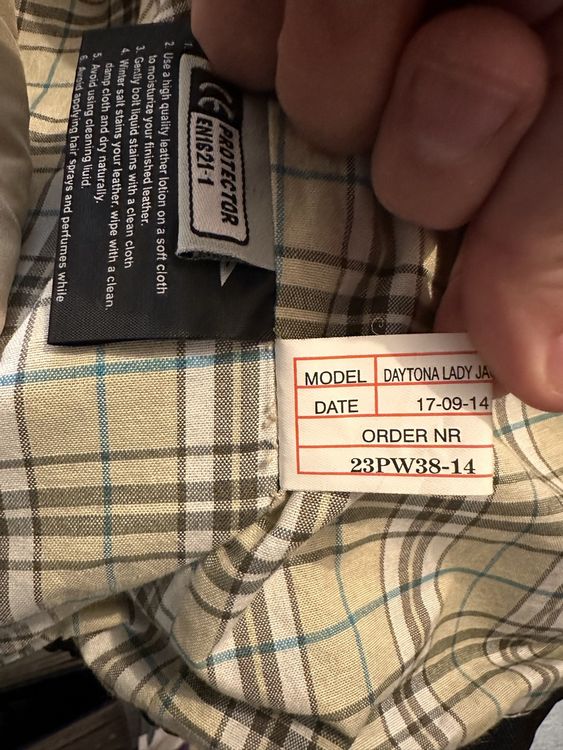 CE PROTECTOR
EN1621-1
2. Use a high quality leather lotion on a soft cloth
to moisturize your finished leather.
3. Gently bolt liquid stains with a clean cloth
4. Winter salt stains your leather, wipe with a clean.
damp cloth and dry naturally.
5. Avoid using cleaning liuid.
6. Avoid applying hair sprays and perfumes while
MODEL DAYTONA LADY JA
DATE 17-09-14
ORDER NR
23PW38-14